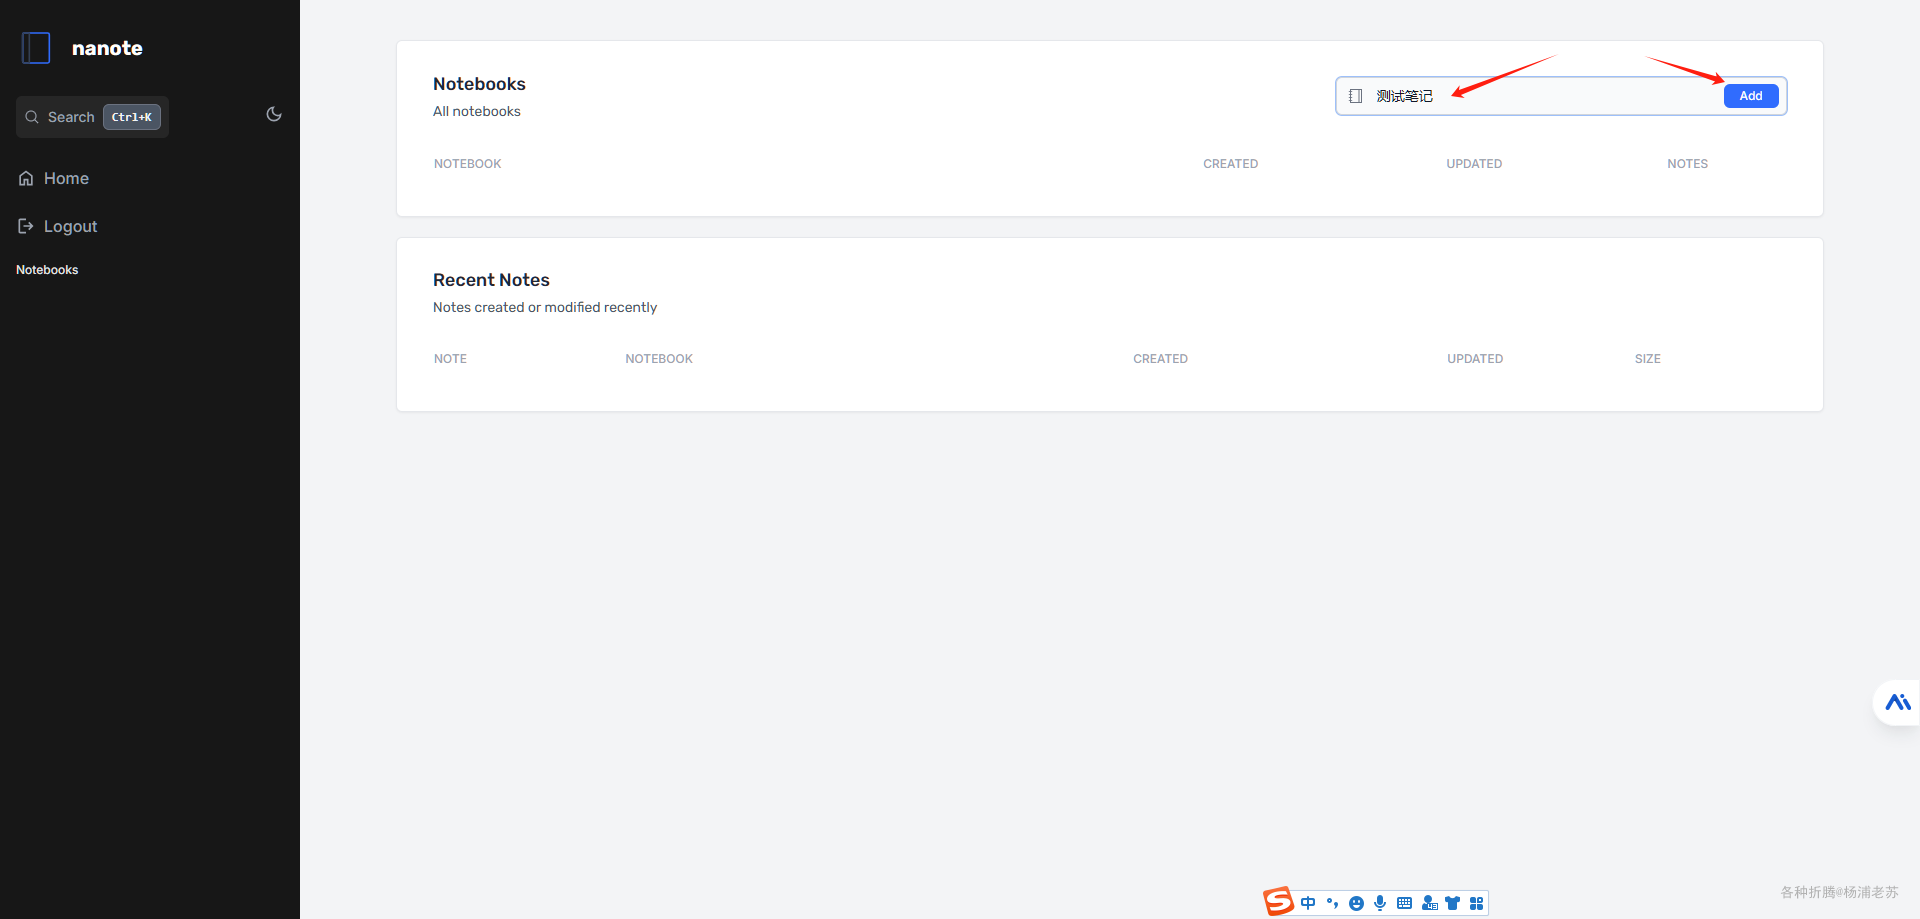 nanote
Search Ctrl+K
Home
Logout
Notebooks
Notebooks
All notebooks
测试笔记 Add
NOTEBOOK CREATED UPDATED NOTES
Recent Notes
Notes created or modified recently
NOTE NOTEBOOK CREATED UPDATED SIZE
中
各种折腾@杨浦老苏